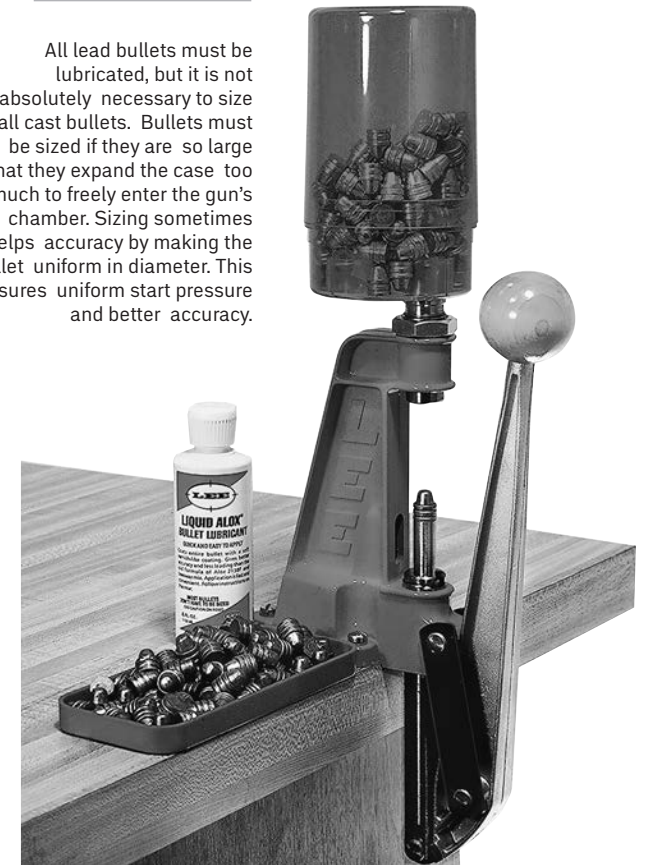 All lead bullets must be
lubricated, but it is not
absolutely necessary to size
all cast bullets. Bullets must
be sized if they are so large
hat they expand the case too
much to freely enter the gun's
chamber. Sizing sometimes
elps accuracy by making the
let uniform in diameter. This
sures uniform start pressure
and better accuracy.
LEE
LEE
LIQUID ALOX
BULLET LUBRICANT
QUICK AND EASY TO APPLY